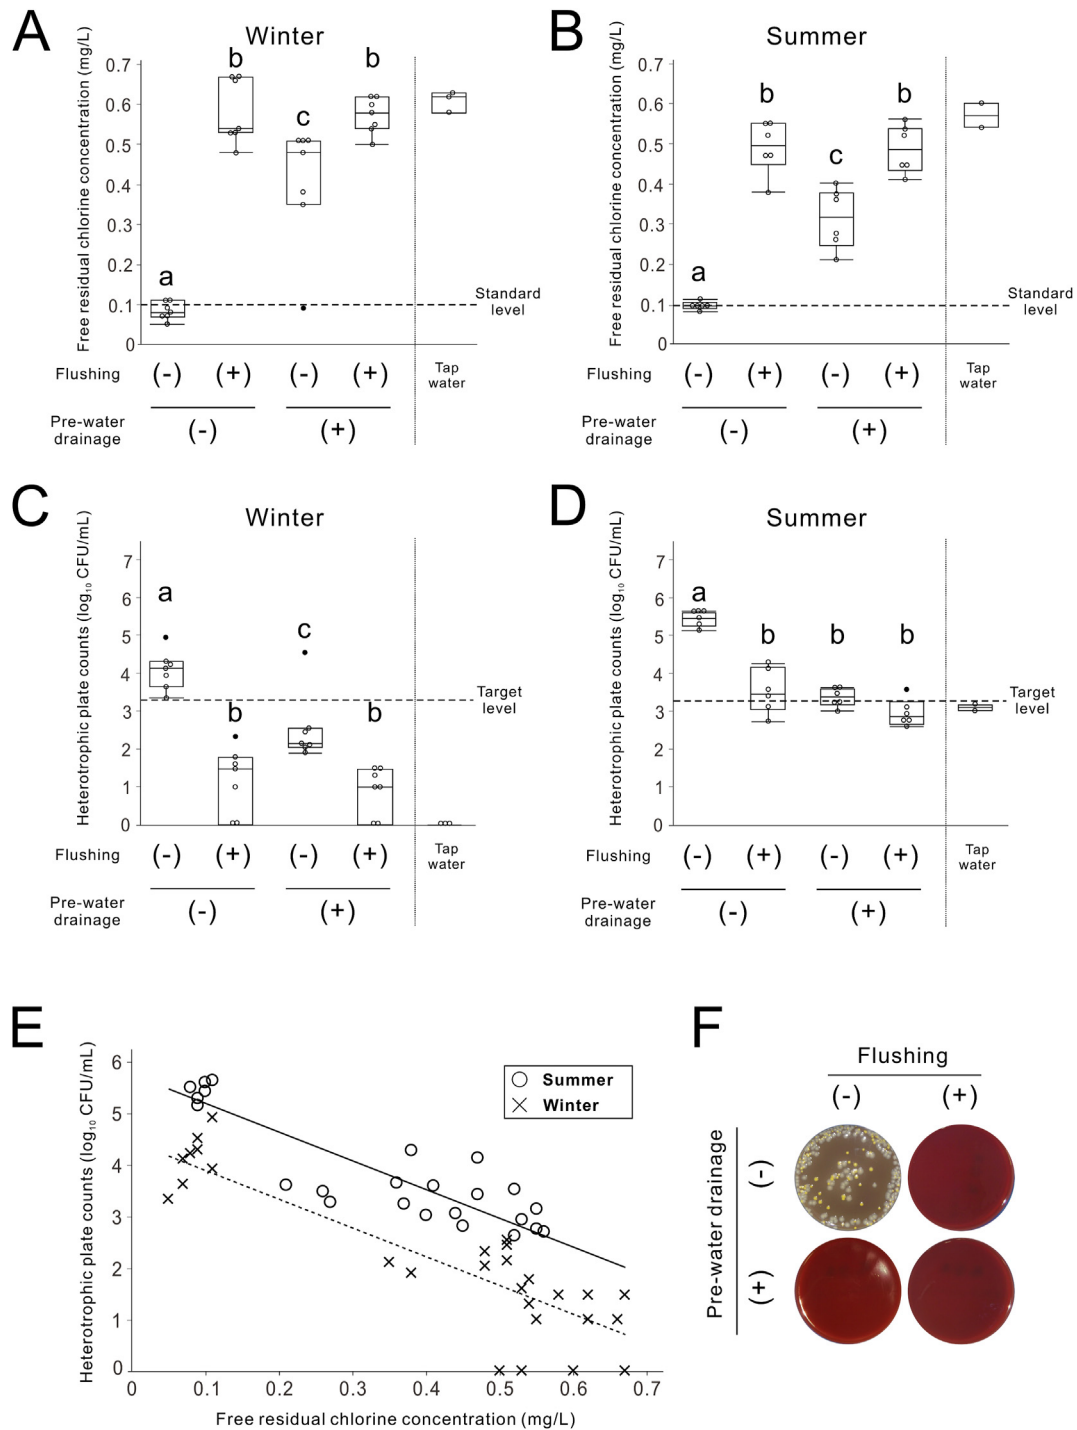 A
Winter
Free residual chlorine concentration (mg/L)
0.7
0.6
0.5
0.4
0.3
0.2
0.1
0
a
b
c
b
Standard
level
Flushing
(-)
(+)
(-)
(+)
Tap
water
Pre-water
drainage
(-)
(+)
B
Summer
Free residual chlorine concentration (mg/L)
0.7
0.6
0.5
0.4
0.3
0.2
0.1
0
a
b
c
b
Standard
level
Flushing
(-)
(+)
(-)
(+)
Tap
water
Pre-water
drainage
(-)
(+)
C
Winter
Heterotrophic plate counts (log₁₀ CFU/mL)
7
6
5
4
3
2
1
0
a
b
c
b
Target
level
Flushing
(-)
(+)
(-)
(+)
Tap
water
Pre-water
drainage
(-)
(+)
D
Summer
Heterotrophic plate counts (log₁₀ CFU/mL)
7
6
5
4
3
2
1
0
a
b
b
b
Target
level
Flushing
(-)
(+)
(-)
(+)
Tap
water
Pre-water
drainage
(-)
(+)
E
Heterotrophic plate counts (log₁₀ CFU/mL)
6
5
4
3
2
1
0
Summer
Winter
0
0.1
0.2
0.3
0.4
0.5
0.6
0.7
Free residual chlorine concentration (mg/L)
F
Flushing
(-)
(+)
Pre-water drainage
(-)
(+)